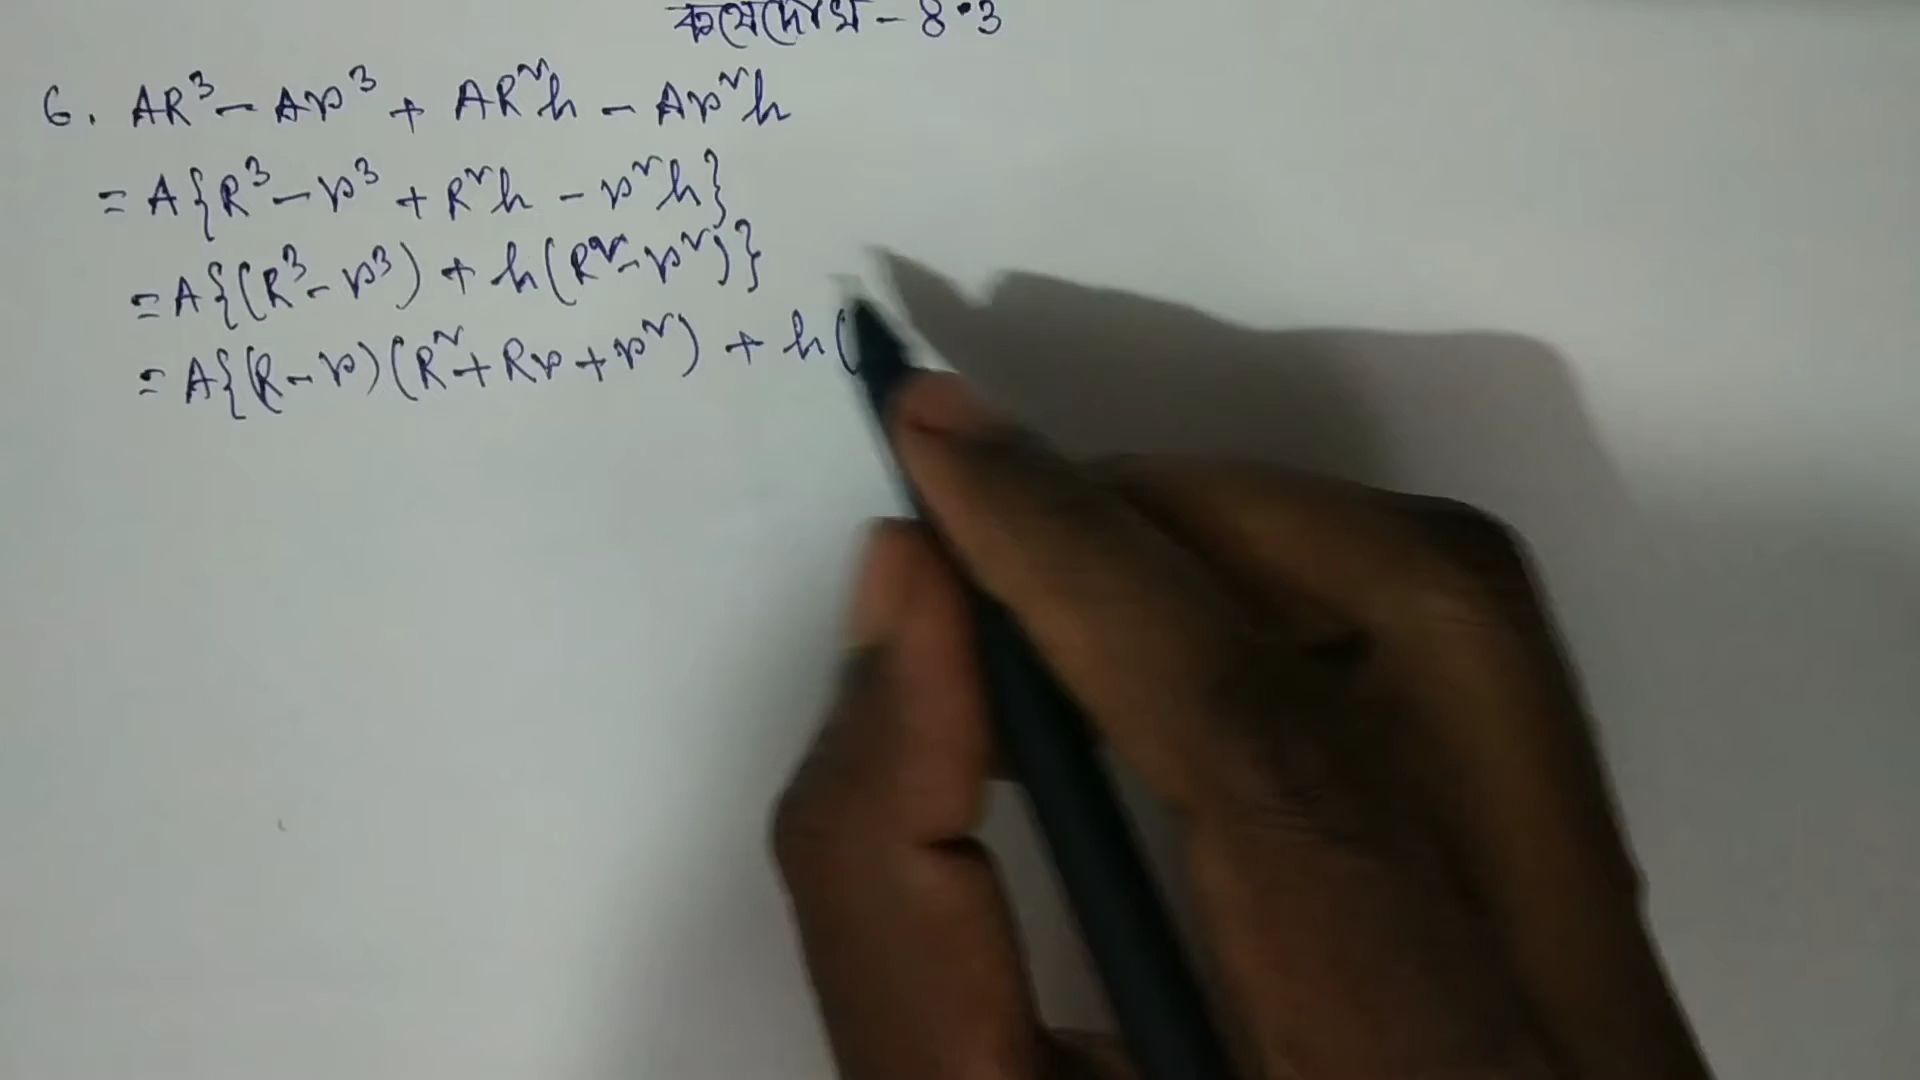 কষে দেখি - 8.3
6. AR³ - Ar³ + AR²h - Ar²h
= A{R³ - r³ + R²h - r²h}
= A{(R³ - r³) + h(R² - r²)}
= A{(R - r)(R² + Rr + r²) + h(